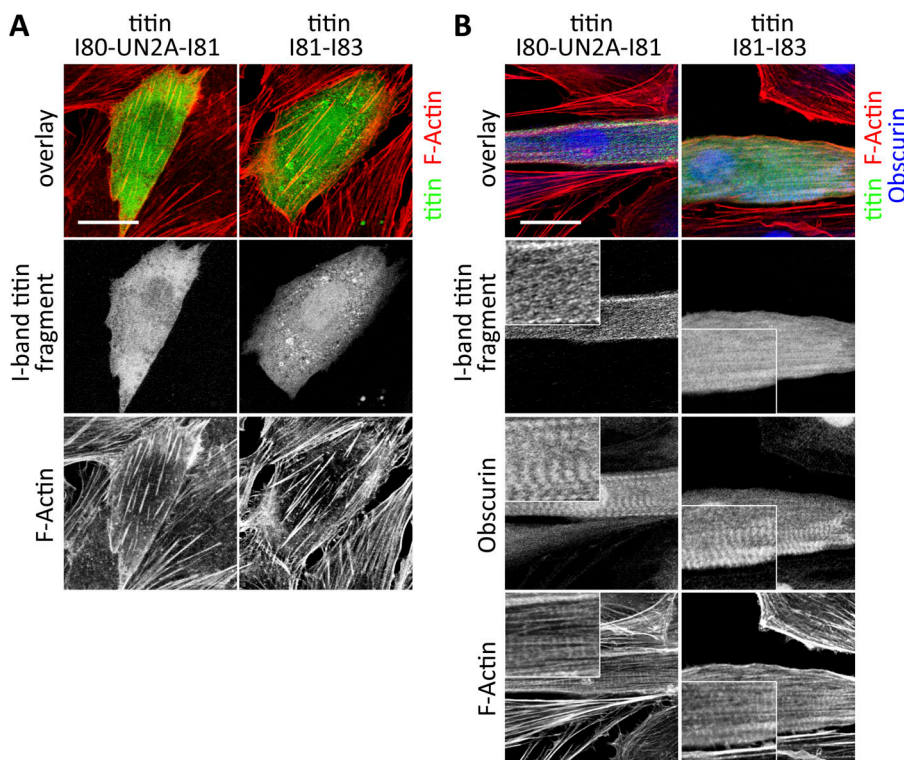 A
titin
I80-UN2A-I81
titin
I81-I83
overlay
I-band titin
fragment
F-Actin
titin F-Actin
B
titin
I80-UN2A-I81
titin
I81-I83
overlay
I-band titin
fragment
Obscurin
F-Actin
titin F-Actin
Obscurin